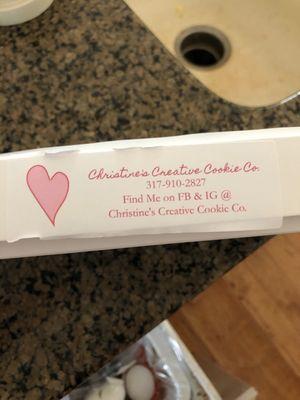 Christine's Creative Cookie Co.
317-910-2827
Find Me on FB & IG @
Christine's Creative Cookie Co.